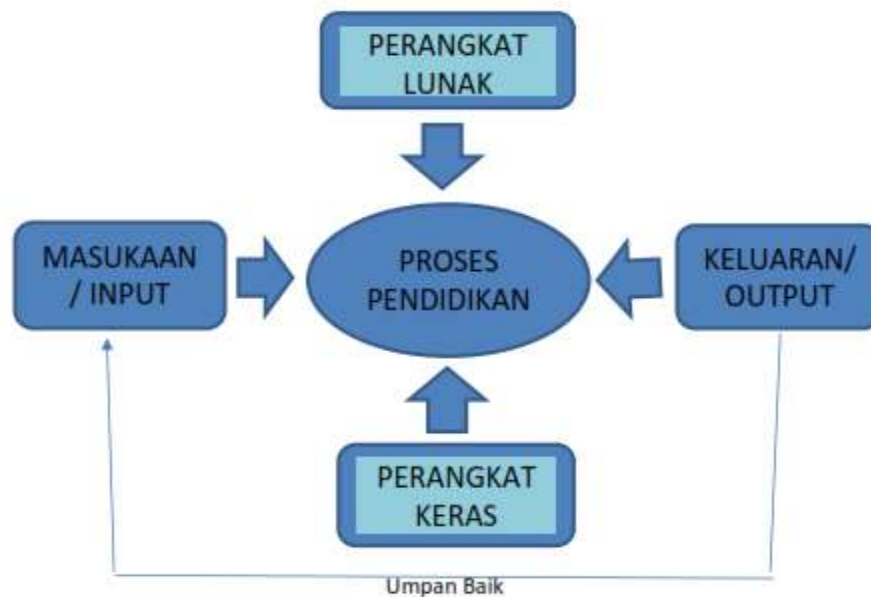 PERANGKAT
LUNAK
MASUKAAN
/ INPUT
PROSES
PENDIDIKAN
KELUARAN/
OUTPUT
PERANGKAT
KERAS
Umpan Baik